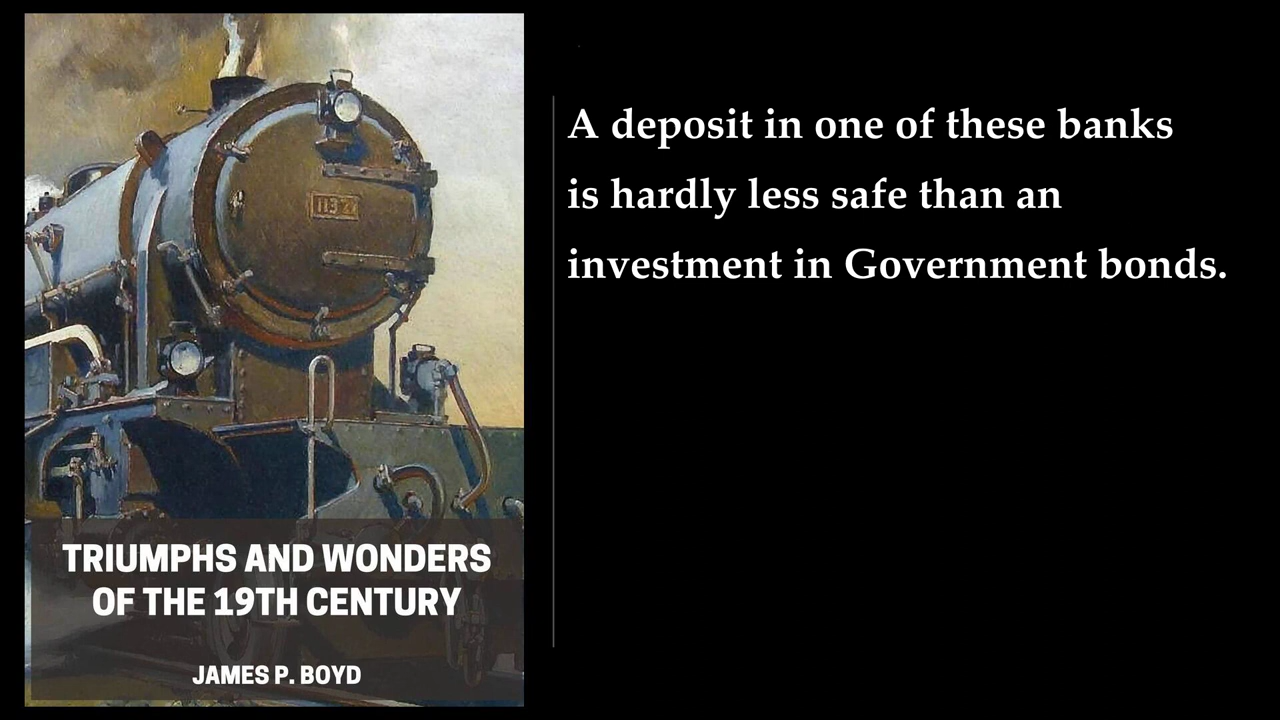 A deposit in one of these banks
is hardly less safe than an
investment in Government bonds.
TRIUMPHS AND WONDERS
OF THE 19TH CENTURY
JAMES P. BOYD